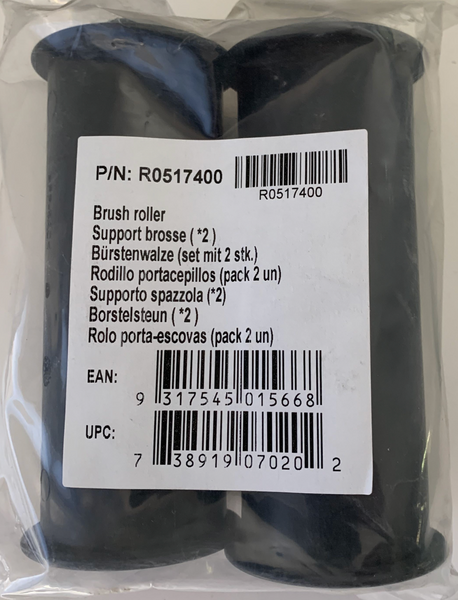 P/N: R0517400
R0517400
Brush roller
Support brosse ( *2 )
Bürstenwalze (set mit 2 stk.)
Rodillo portacepillos (pack 2 un)
Supporto spazzola (*2)
Borstelsteun ( *2 )
Rolo porta-escovas (pack 2 un)
EAN:
9 317545 015668
UPC:
7 38919 07020 2